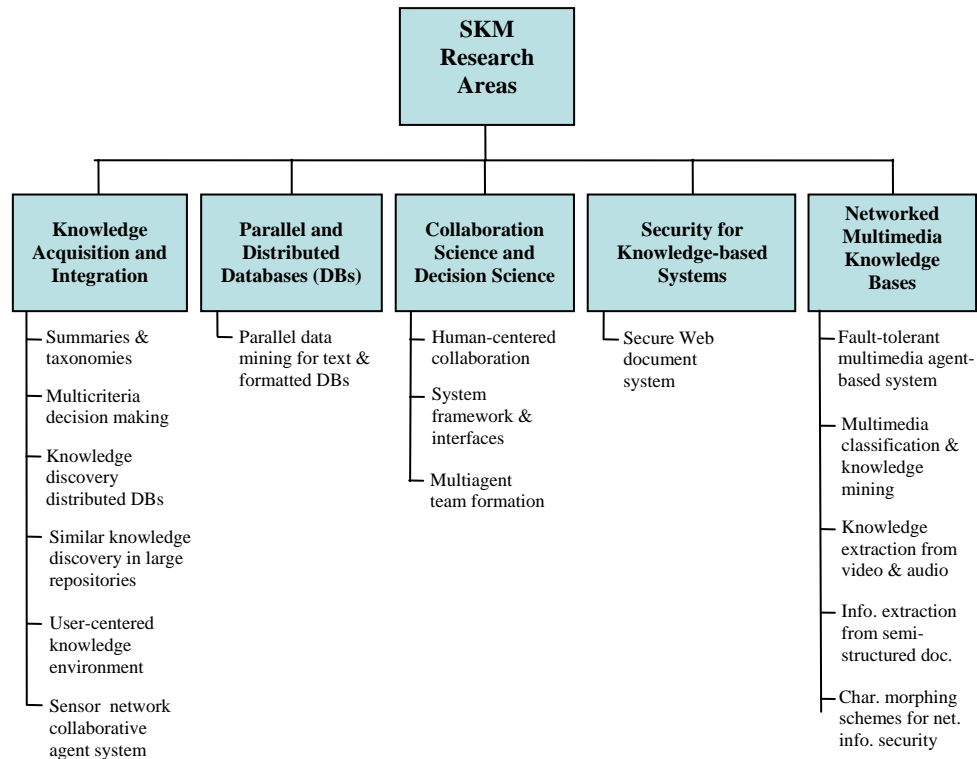 SKM
Research
Areas
Knowledge
Acquisition and
Integration
Parallel and
Distributed
Databases (DBs)
Collaboration
Science and
Decision Science
Security for
Knowledge-based
Systems
Networked
Multimedia
Knowledge
Bases
Summaries &
taxonomies
Multicriteria
decision making
Knowledge
discovery
distributed DBs
Similar knowledge
discovery in large
repositories
User-centered
knowledge
environment
Sensor network
collaborative
agent system
Parallel data
mining for text &
formatted DBs
Human-centered
collaboration
System
framework &
interfaces
Multiagent
team formation
Secure Web
document
system
Fault-tolerant
multimedia agent-
based system
Multimedia
classification &
knowledge
mining
Knowledge
extraction from
video & audio
Info. extraction
from semi-
structured doc.
Char. morphing
schemes for net.
info. security